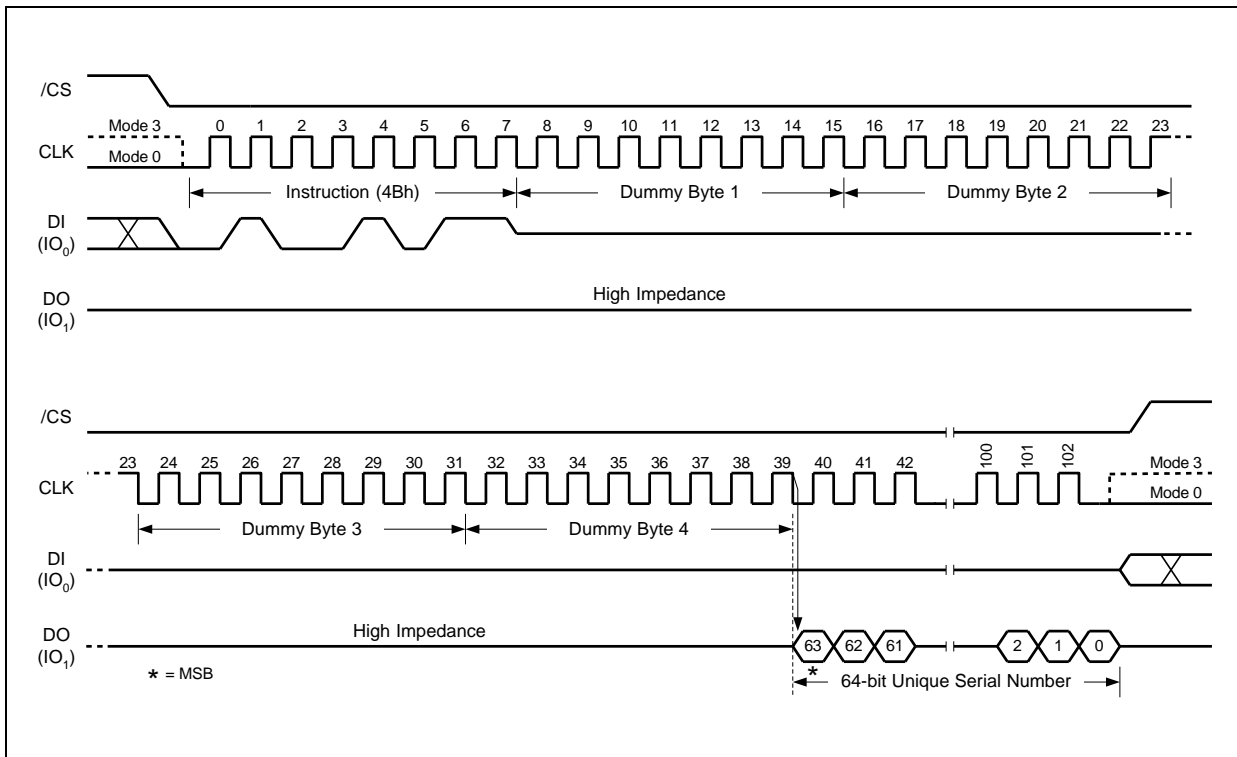 /CS
Mode 3 0 1 2 3 4 5 6 7 8 9 10 11 12 13 14 15 16 17 18 19 20 21 22 23
CLK
Mode 0
Instruction (4Bh) Dummy Byte 1 Dummy Byte 2
DI
(IO0)
High Impedance
DO
(IO1)
/CS
23 24 25 26 27 28 29 30 31 32 33 34 35 36 37 38 39 40 41 42 100 101 102 Mode 3
CLK
Mode 0
Dummy Byte 3 Dummy Byte 4
DI
(IO0)
DO
(IO1)
High Impedance
63 62 61 2 1 0
* = MSB
*
64-bit Unique Serial Number